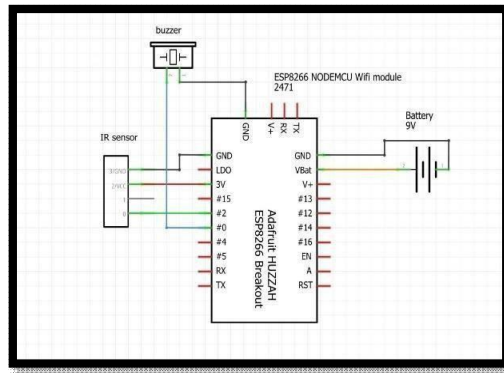 buzzer
ESP8266 NODEMCU Wifi module
2471
Battery
9V
IR sensor
GND
V+
RX
TX
GND
LDO
3V
#15
#2
#0
#4
#5
RX
TX
GND
VBat
V+
#13
#12
#14
#16
EN
A
RST
Adafruit HUZZAH
ESP8266 Breakout